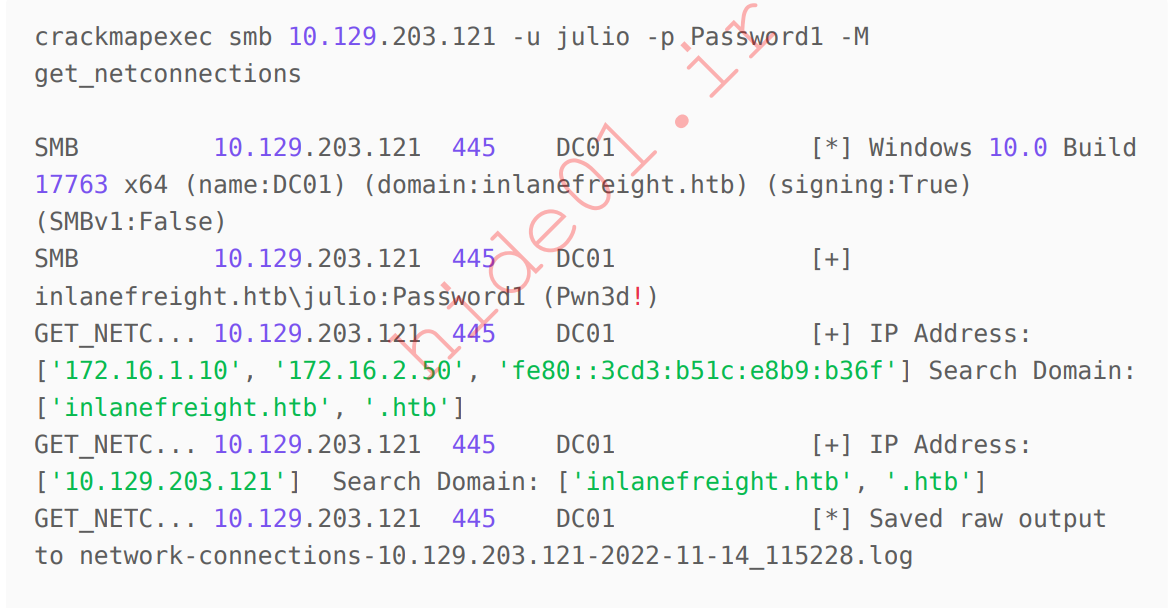 crackmapexec smb 10.129.203.121 -u julio -p Password1 -M
get_netconnections
SMB 10.129.203.121 445 DC01 [*] Windows 10.0 Build
17763 x64 (name:DC01) (domain:inlanefreight.htb) (signing:True)
(SMBv1:False)
SMB 10.129.203.121 445 DC01 [+]
inlanefreight.htb\julio:Password1 (Pwn3d!)
GET_NETC... 10.129.203.121 445 DC01 [+] IP Address:
['172.16.1.10', '172.16.2.50', 'fe80::3cd3:b51c:e8b9:b36f'] Search Domain:
['inlanefreight.htb', '.htb']
GET_NETC... 10.129.203.121 445 DC01 [+] IP Address:
['10.129.203.121'] Search Domain: ['inlanefreight.htb', '.htb']
GET_NETC... 10.129.203.121 445 DC01 [*] Saved raw output
to network-connections-10.129.203.121-2022-11-14_115228.log
hide01.ir